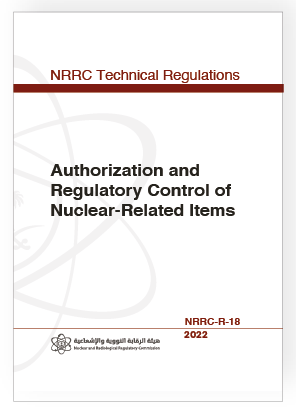 NRRC Technical Regulations
Authorization and
Regulatory Control of
Nuclear-Related Items
NRRC-R-18
2022
هيئة الرقابة النووية والإشعاعية
Nuclear and Radiological Regulatory Commission